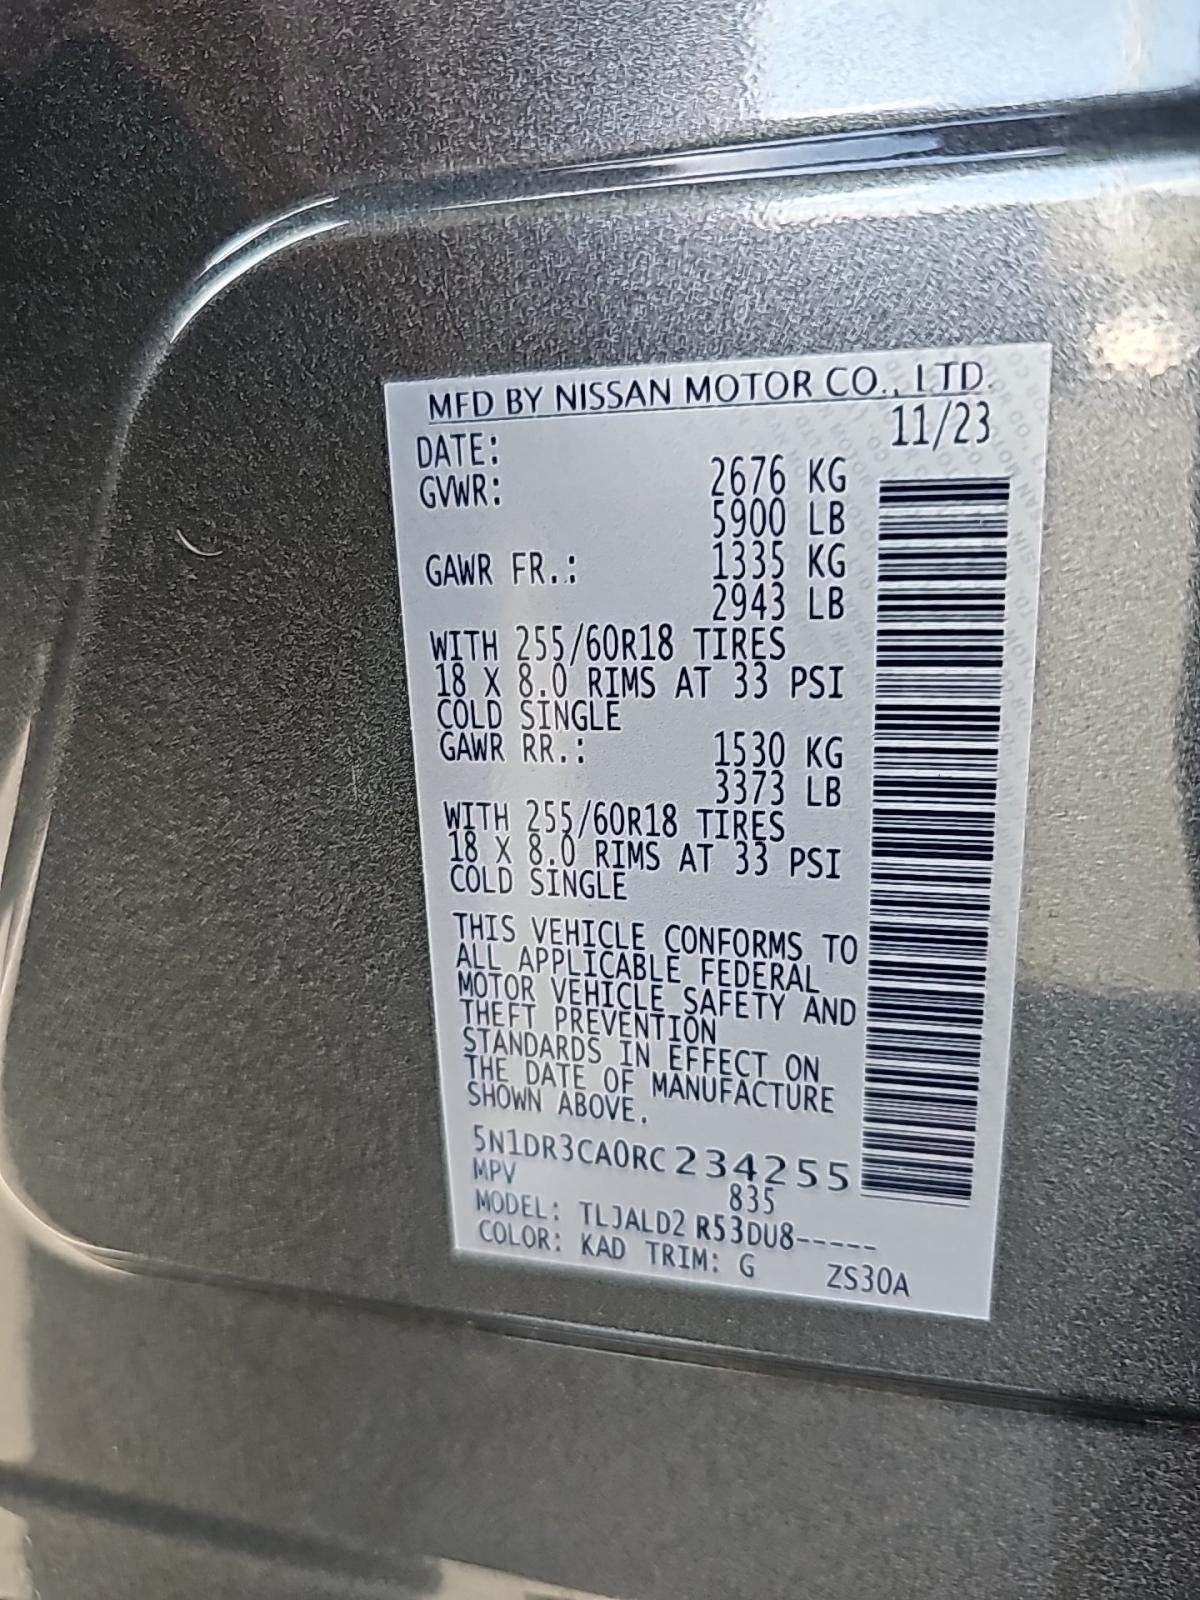 MFD BY NISSAN MOTOR CO., LTD.
DATE: 11/23
GVWR: 2676 KG
5900 LB
GAWR FR.: 1335 KG
2943 LB
WITH 255/60R18 TIRES
18 X 8.0 RIMS AT 33 PSI
COLD SINGLE
GAWR RR.: 1530 KG
3373 LB
WITH 255/60R18 TIRES
18 X 8.0 RIMS AT 33 PSI
COLD SINGLE
THIS VEHICLE CONFORMS TO
ALL APPLICABLE FEDERAL
MOTOR VEHICLE SAFETY AND
THEFT PREVENTION
STANDARDS IN EFFECT ON
THE DATE OF MANUFACTURE
SHOWN ABOVE.
5N1DR3CA0RC234255
MPV 835
MODEL: TLJALD2 R53DU8-----
COLOR: KAD TRIM: G ZS30A